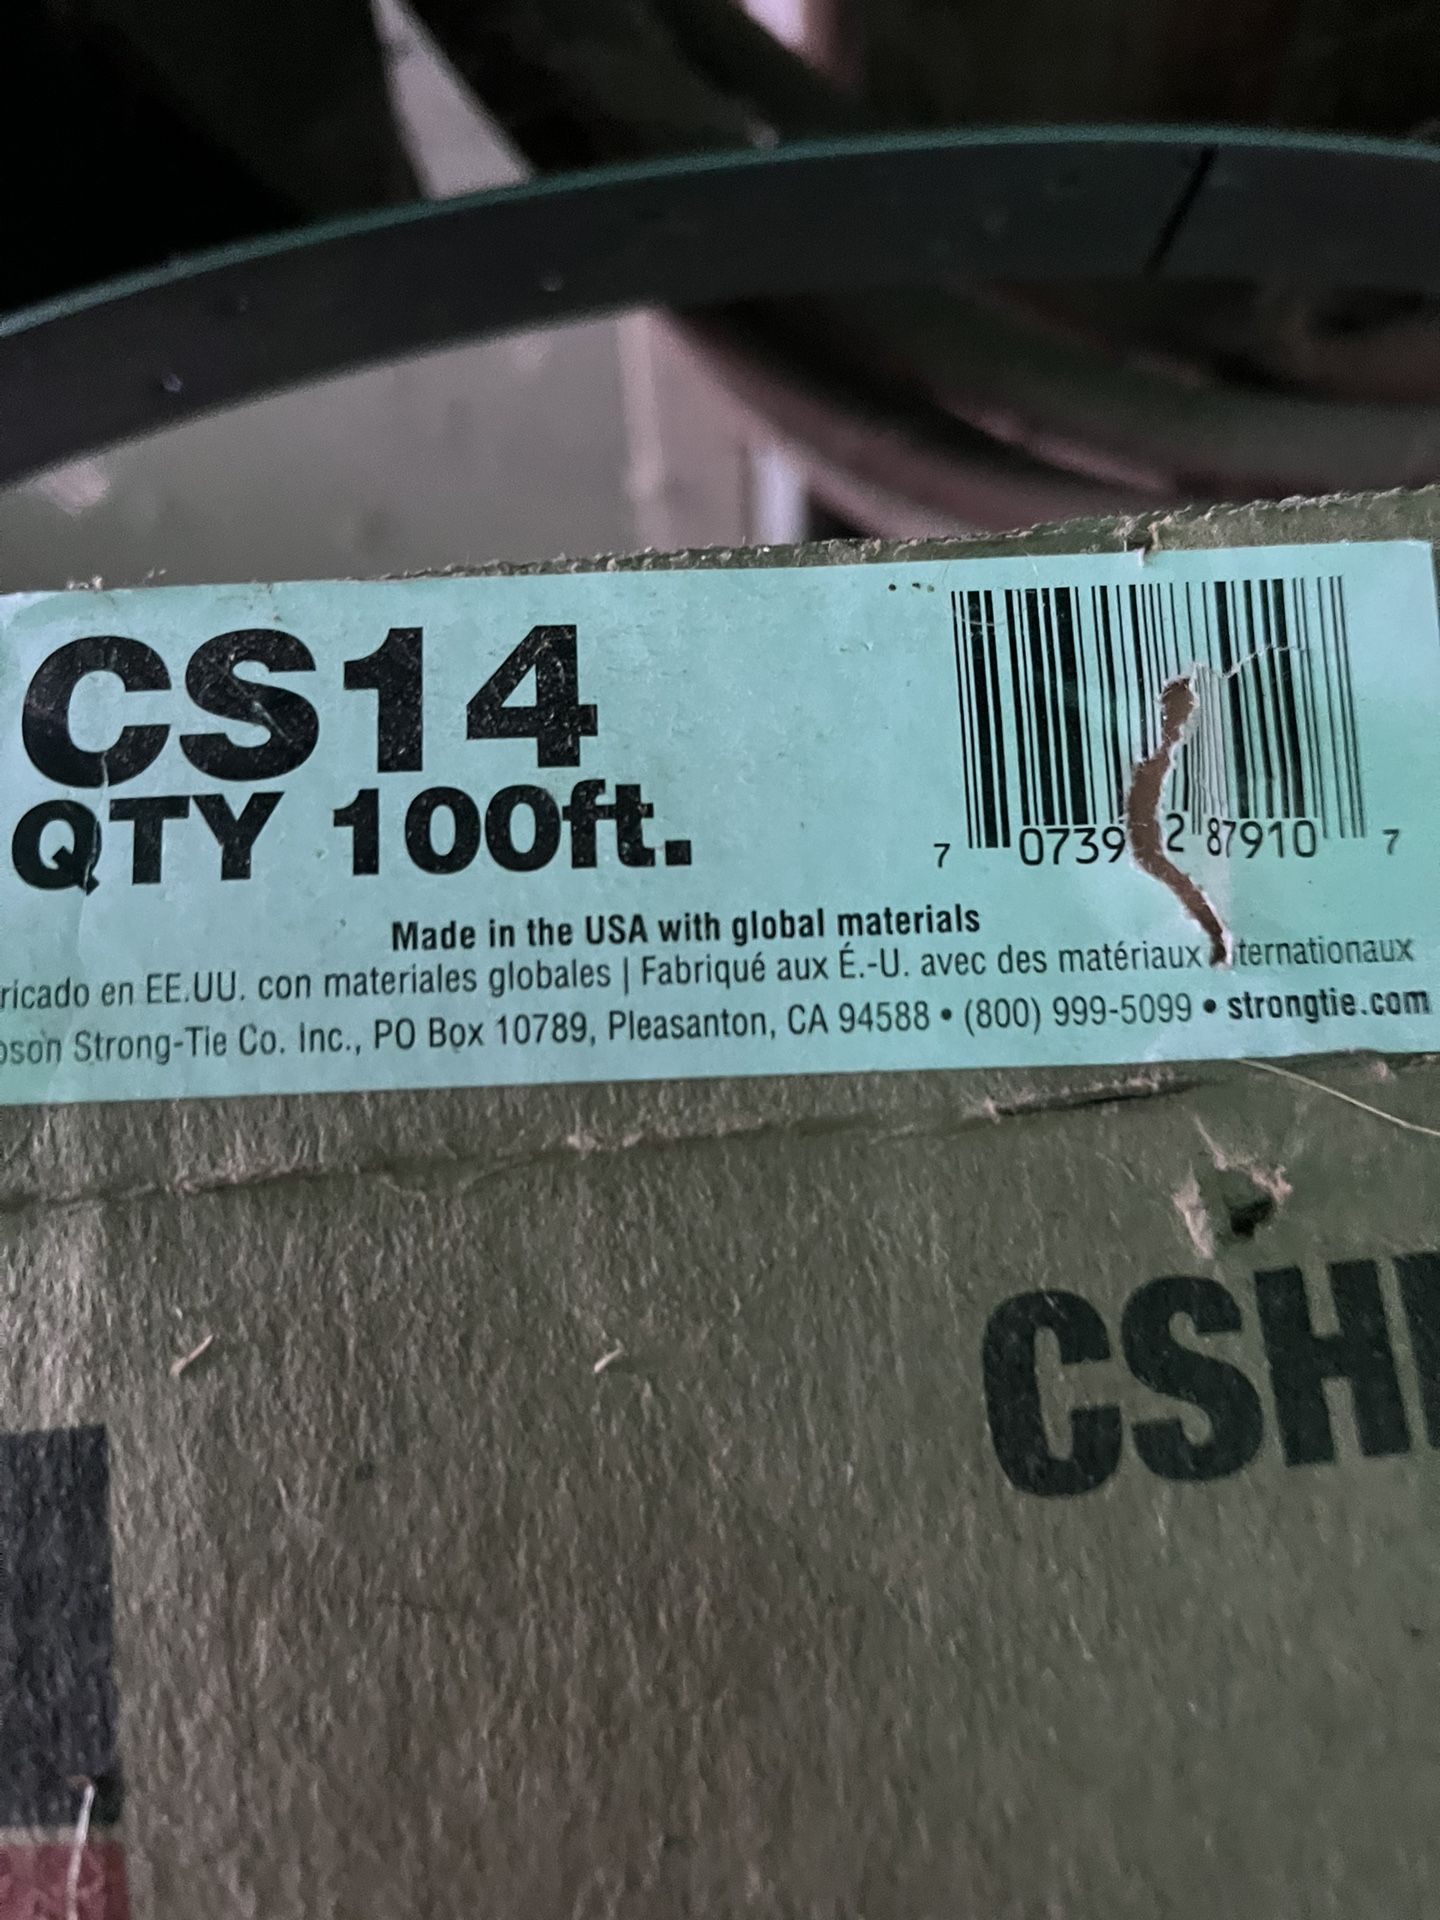 CS14
QTY 100ft.
7 0739 2 87910 7
Made in the USA with global materials
ricado en EE.UU. con materiales globales | Fabriqué aux É.-U. avec des matériaux ternationaux
pson Strong-Tie Co. Inc., PO Box 10789, Pleasanton, CA 94588 • (800) 999-5099 • strongtie.com
CSH